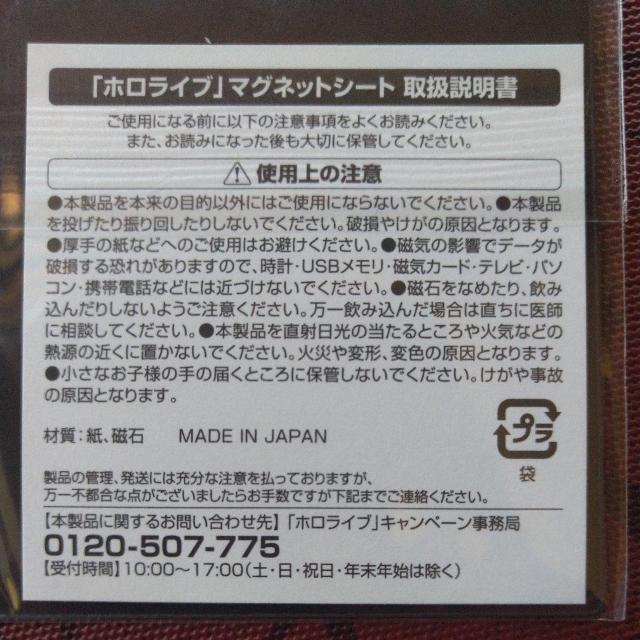 「ホロライブ」マグネットシート 取扱説明書
ご使用になる前に以下の注意事項をよくお読みください。
また、お読みになった後も大切に保管してください。
⚠ 使用上の注意
●本製品を本来の目的以外にはご使用にならないでください。●本製品
を投げたり振り回したりしないでください。破損やけがの原因となります。
●厚手の紙などへのご使用はお避けください。●磁気の影響でデータが
破損する恐れがありますので、時計・USBメモリ・磁気カード・テレビ・パソ
コン・携帯電話などには近づけないでください。●磁石をなめたり、飲み
込んだりしないようご注意ください。万一飲み込んだ場合は直ちに医師
に相談してください。●本製品を直射日光の当たるところや火気などの
熱源の近くに置かないでください。火災や変形、変色の原因となります。
●小さなお子様の手の届くところに保管しないでください。けがや事故
の原因となります。
材質：紙、磁石 MADE IN JAPAN
プラ
袋
製品の管理、発送には充分な注意を払っておりますが、
万一不都合な点がございましたらお手数ですが下記までご連絡ください。
【本製品に関するお問い合わせ先】「ホロライブ」キャンペーン事務局
0120-507-775
【受付時間】10:00〜17:00（土・日・祝日・年末年始は除く）